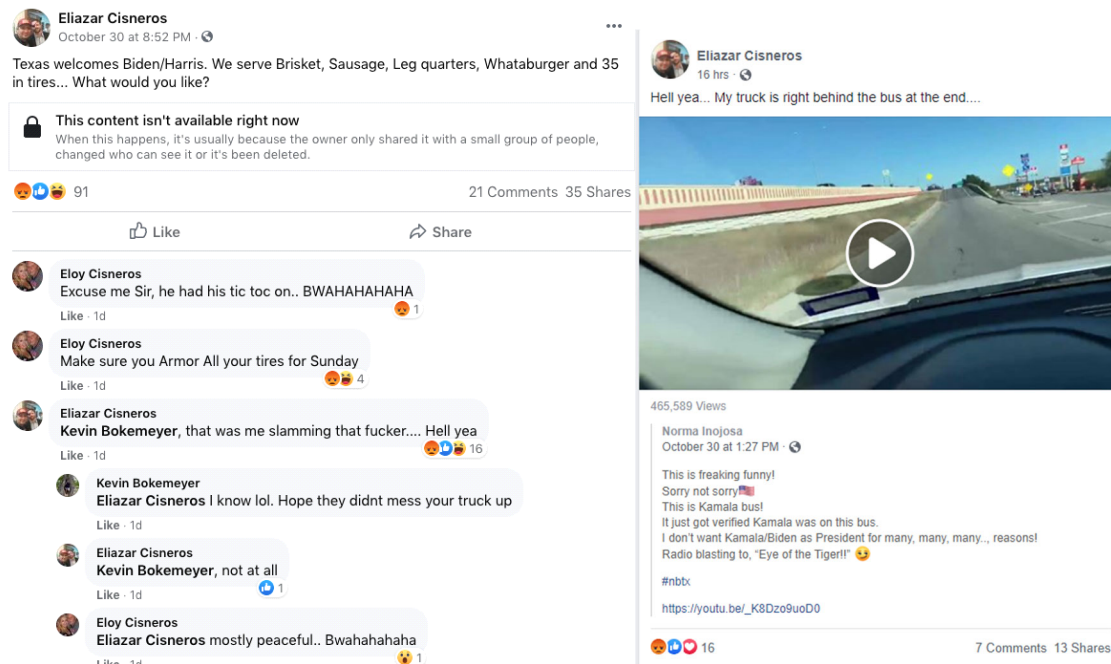 Eliazar Cisneros
October 30 at 8:52 PM ·
Texas welcomes Biden/Harris. We serve Brisket, Sausage, Leg quarters, Whataburger and 35
in tires... What would you like?
This content isn't available right now
When this happens, it's usually because the owner only shared it with a small group of people,
changed who can see it or it's been deleted.
91
21 Comments 35 Shares
Like
Share
Eloy Cisneros
Excuse me Sir, he had his tic toc on.. BWAHAHAHAHA
1
Like · 1d
Eloy Cisneros
Make sure you Armor All your tires for Sunday
4
Like · 1d
Eliazar Cisneros
Kevin Bokemeyer, that was me slamming that fucker.... Hell yea
16
Like · 1d
Kevin Bokemeyer
Eliazar Cisneros I know lol. Hope they didnt mess your truck up
Like · 1d
Eliazar Cisneros
Kevin Bokemeyer, not at all
1
Like · 1d
Eloy Cisneros
Eliazar Cisneros mostly peaceful.. Bwahahahaha
1
Like · 1d
Eliazar Cisneros
16 hrs ·
Hell yea... My truck is right behind the bus at the end....
465,589 Views
Norma Inojosa
October 30 at 1:27 PM ·
This is freaking funny!
Sorry not sorry🇺🇸
This is Kamala bus!
It just got verified Kamala was on this bus.
I don't want Kamala/Biden as President for many, many, many.., reasons!
Radio blasting to, “Eye of the Tiger!!” 😏
#nbtx
https://youtu.be/_K8Dzo9uoD0
16
7 Comments 13 Shares